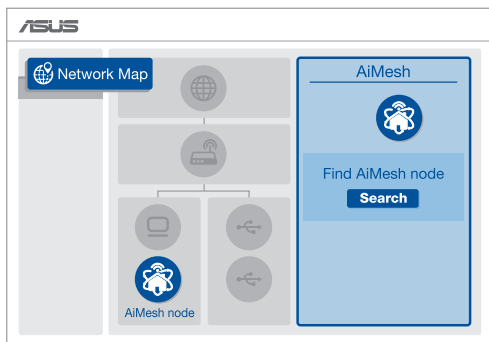 ASUS
Network Map
AiMesh
Find AiMesh node
Search
AiMesh node